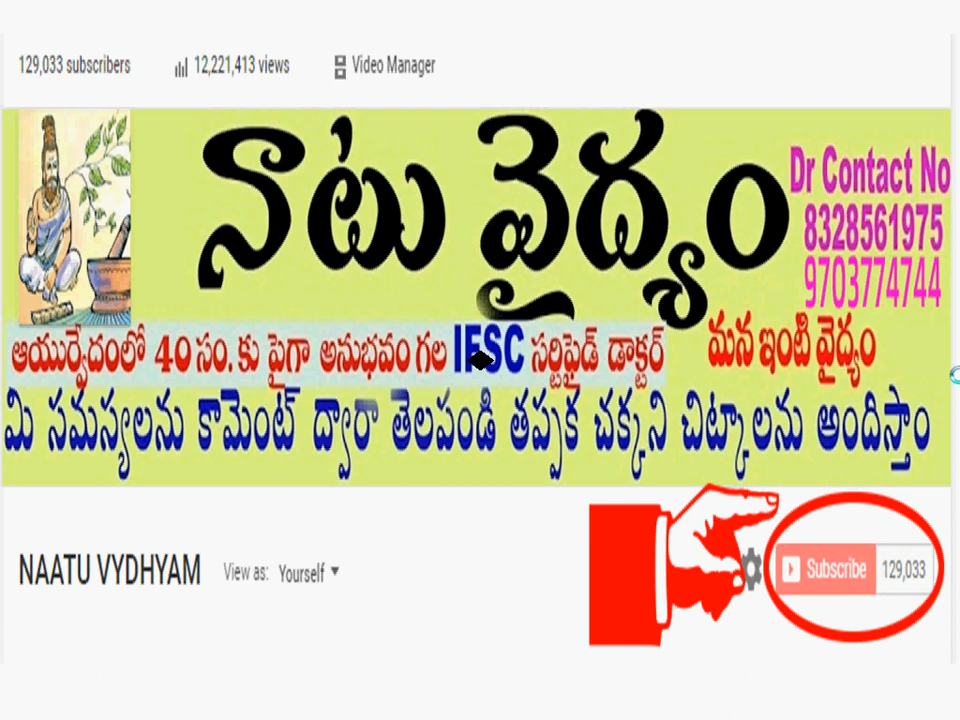 129,033 subscribers 12,221,413 views Video Manager
నాటు వైద్యం
Dr Contact No
8328561975
9703774744
ఆయుర్వేదంలో 40 సం. కు పైగా అనుభవం గల IESC సర్టిఫైడ్ డాక్టర్ మన ఇంటి వైద్యం
మి సమస్యలను కామెంట్ ద్వారా తెలపండి తప్పక చక్కని చిట్కాలను అందిస్తాం
NAATU VYDHYAM View as: Yourself Subscribe 129,033